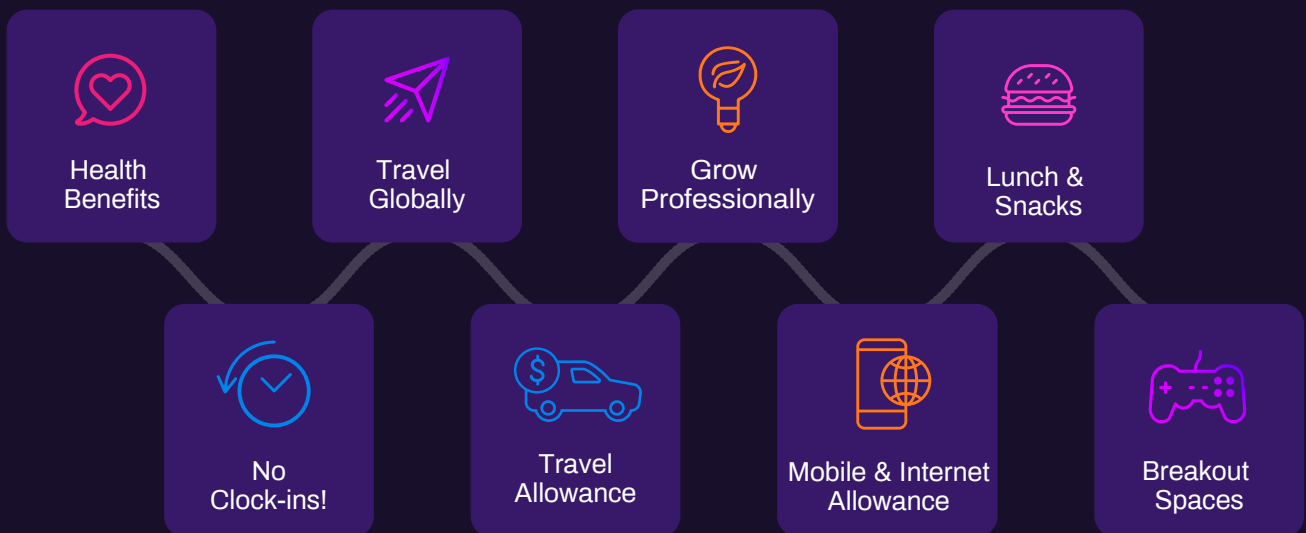 Health
Benefits
Travel
Globally
Grow
Professionally
Lunch &
Snacks
No
Clock-ins!
$
Travel
Allowance
Mobile & Internet
Allowance
Breakout
Spaces